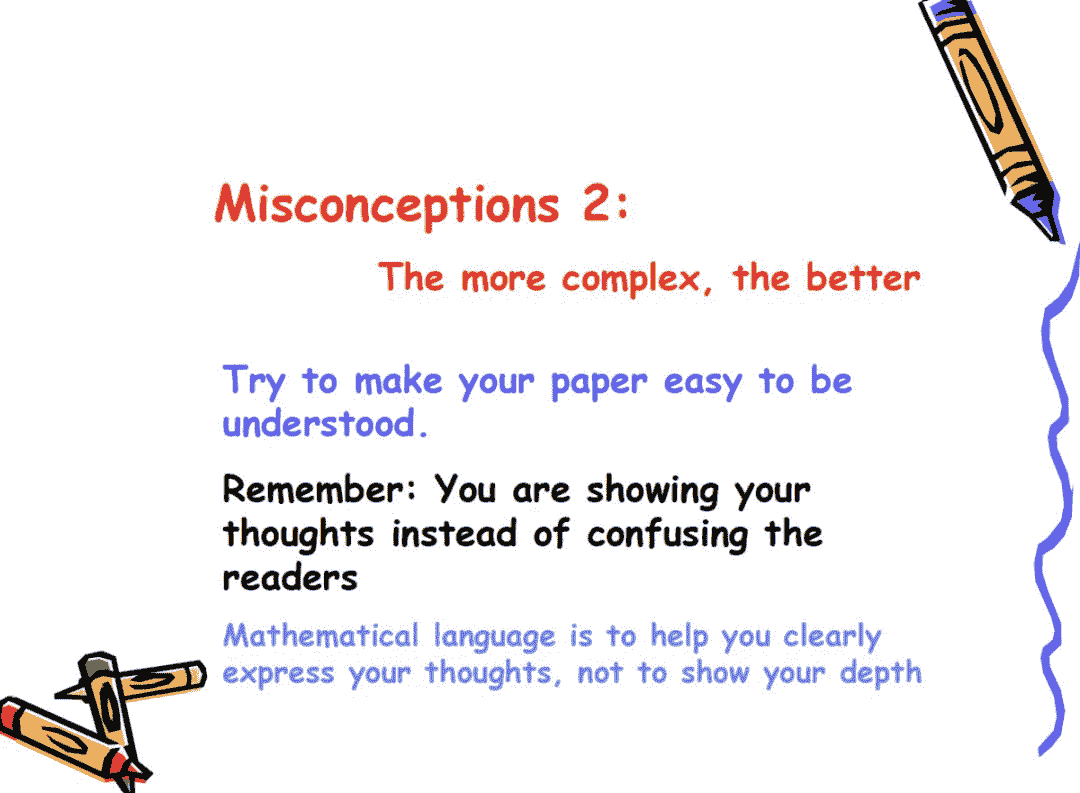 Misconceptions 2:
The more complex, the better
Try to make your paper easy to be
understood.
Remember: You are showing your
thoughts instead of confusing the
readers
Mathematical language is to help you clearly
express your thoughts, not to show your depth